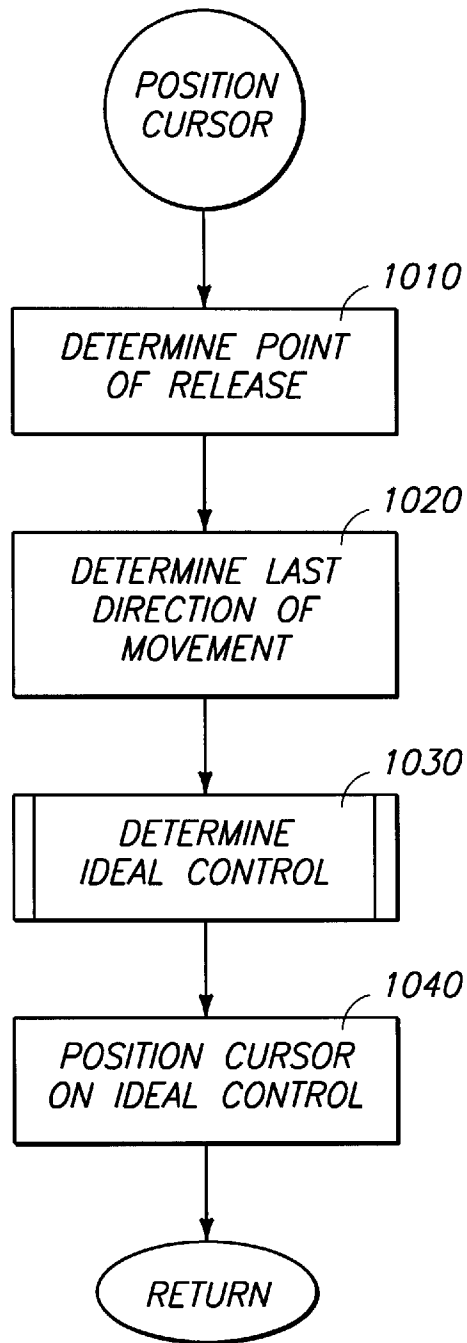 POSITION
CURSOR
1010
DETERMINE POINT
OF RELEASE
1020
DETERMINE LAST
DIRECTION OF
MOVEMENT
1030
DETERMINE
IDEAL CONTROL
1040
POSITION CURSOR
ON IDEAL CONTROL
RETURN